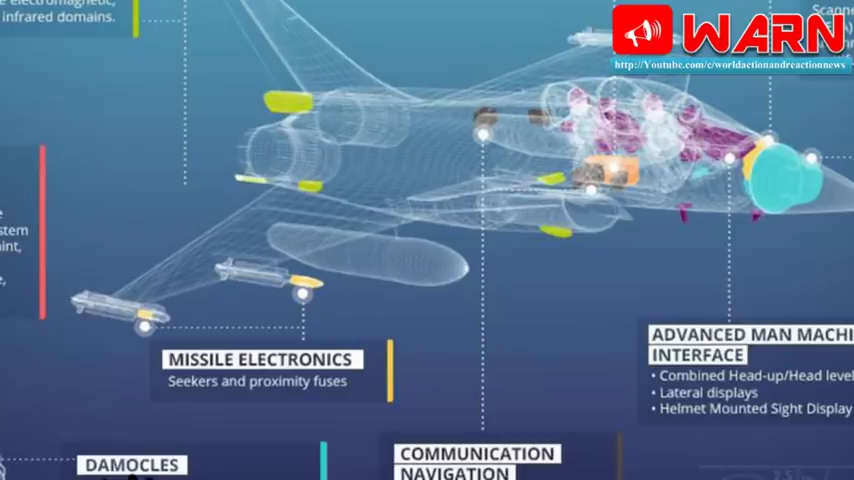 electromagnetic,
infrared domains.
WARN
http://Youtube.com/c/worldactionandreactionnews
MISSILE ELECTRONICS
Seekers and proximity fuses
ADVANCED MAN MACHI
INTERFACE
• Combined Head-up/Head level
• Lateral displays
• Helmet Mounted Sight Display
DAMOCLES
COMMUNICATION
NAVIGATION